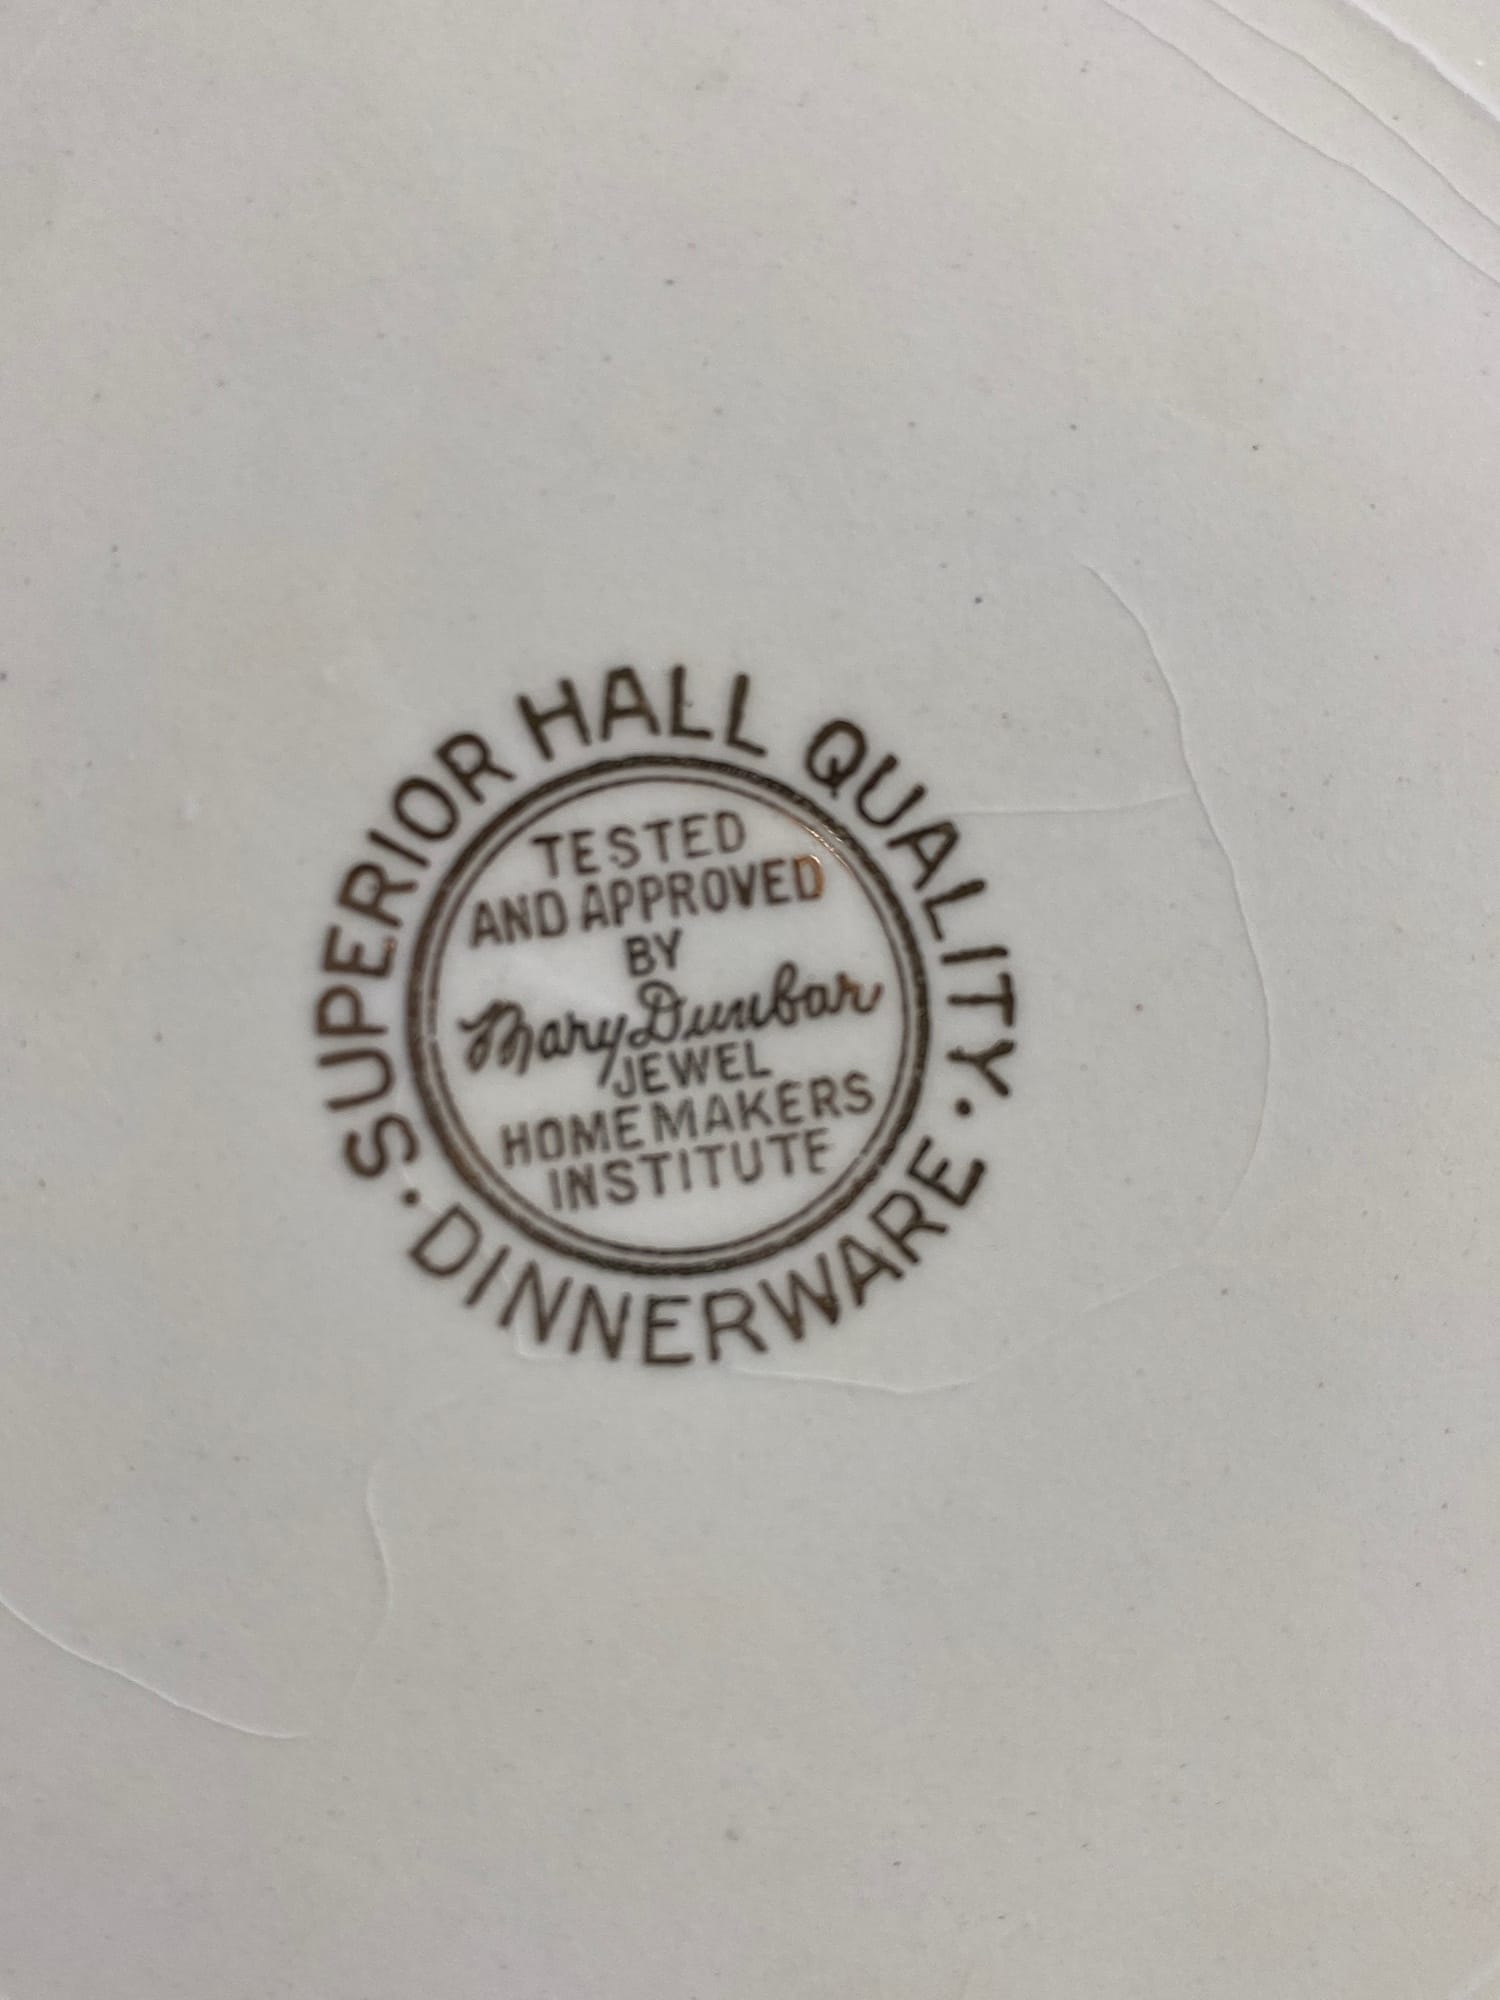 SUPERIOR HALL QUALITY
TESTED
AND APPROVED
BY
Mary Dunbar
JEWEL
HOMEMAKERS
INSTITUTE
· DINNERWARE ·